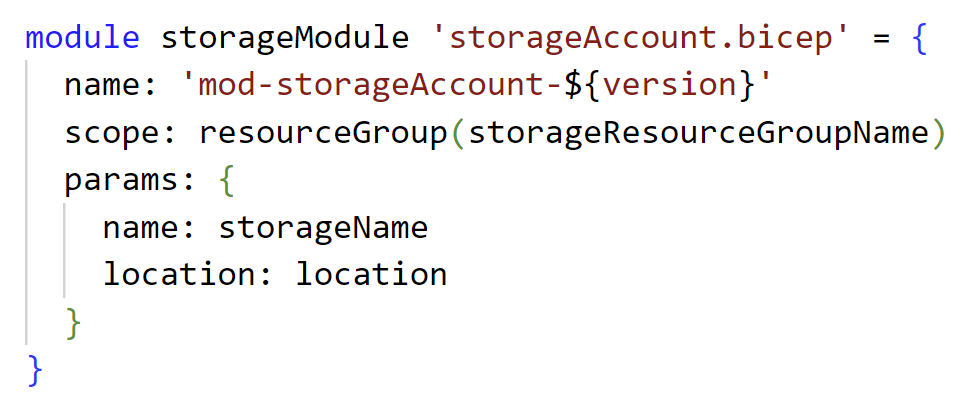 module storageModule 'storageAccount.bicep' = {
  name: 'mod-storageAccount-${version}'
  scope: resourceGroup(storageResourceGroupName)
  params: {
    name: storageName
    location: location
  }
}